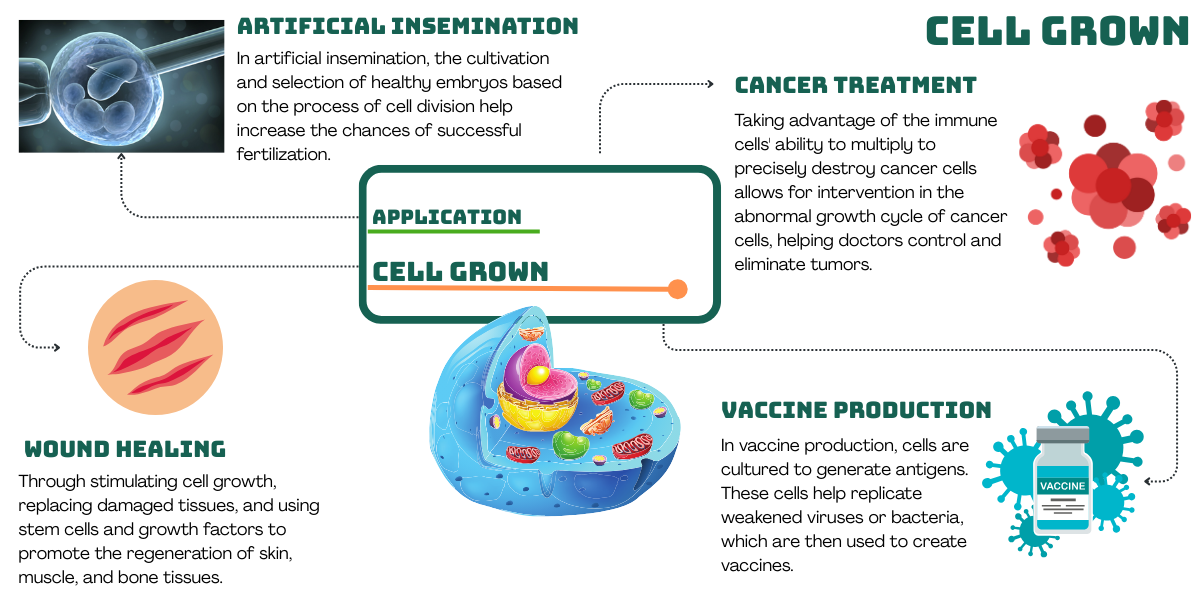 CELL GROWN
ARTIFICIAL INSEMINATION
In artificial insemination, the cultivation
and selection of healthy embryos based
on the process of cell division help
increase the chances of successful
fertilization.
CANCER TREATMENT
Taking advantage of the immune
cells' ability to multiply to
precisely destroy cancer cells
allows for intervention in the
abnormal growth cycle of cancer
cells, helping doctors control and
eliminate tumors.
APPLICATION
CELL GROWN
WOUND HEALING
Through stimulating cell growth,
replacing damaged tissues, and using
stem cells and growth factors to
promote the regeneration of skin,
muscle, and bone tissues.
VACCINE PRODUCTION
In vaccine production, cells are
cultured to generate antigens.
These cells help replicate
weakened viruses or bacteria,
which are then used to create
vaccines.
VACCINE